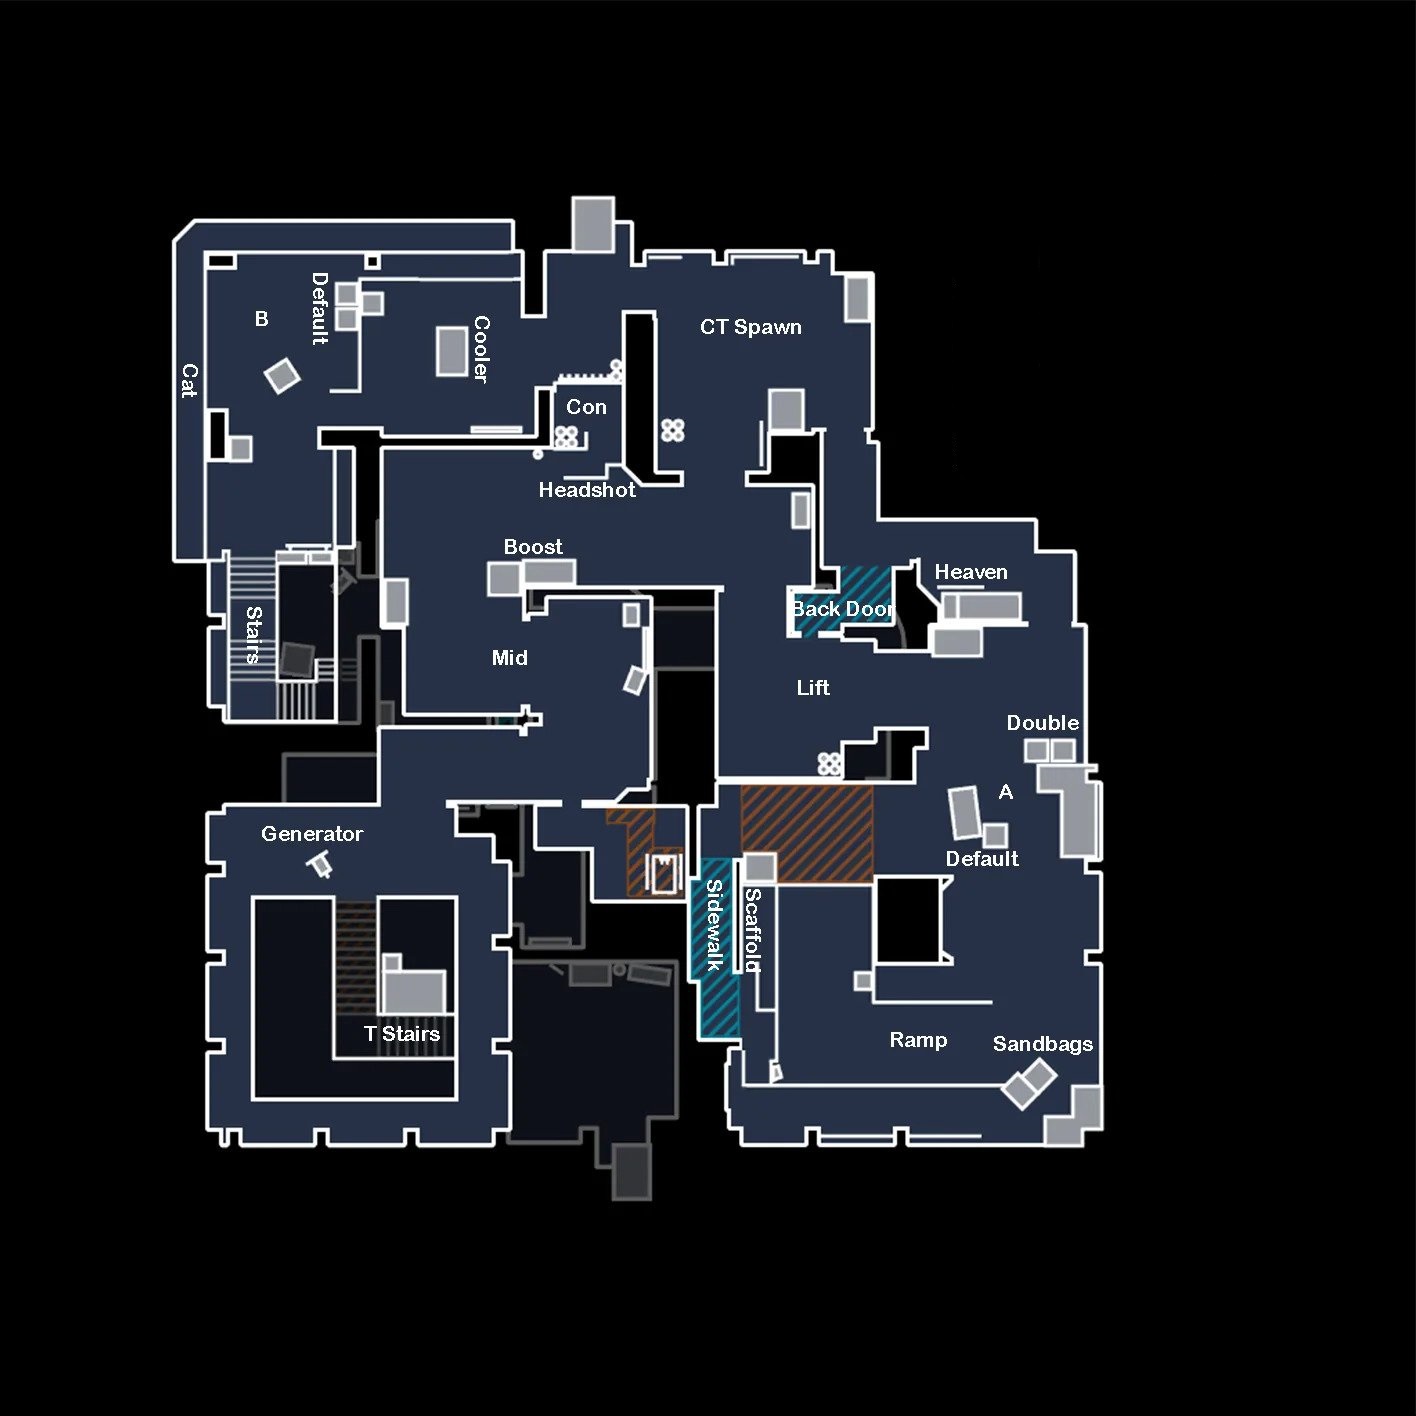 Default
B
Cooler
CT Spawn
Cat
Con
Headshot
Boost
Heaven
Back Door
Stairs
Mid
Lift
Double
A
Generator
Default
Sidewalk
Scaffold
T Stairs
Ramp
Sandbags